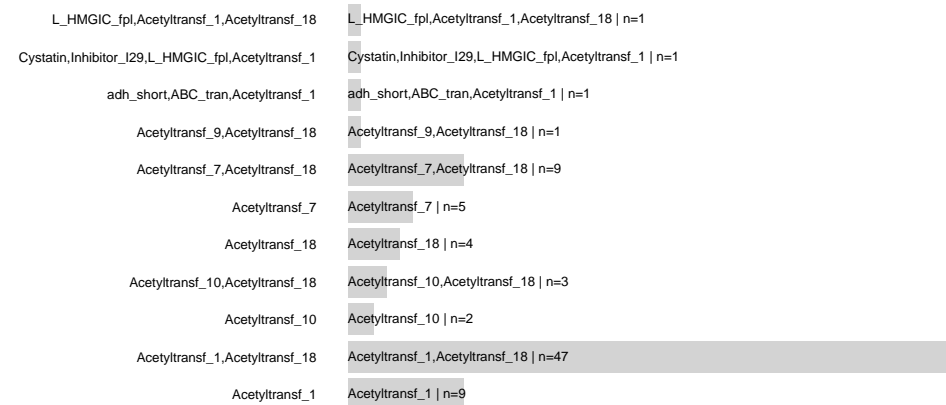 L_HMGIC_fpl,Acetyltransf_1,Acetyltransf_18 L_HMGIC_fpl,Acetyltransf_1,Acetyltransf_18 | n=1
Cystatin,Inhibitor_I29,L_HMGIC_fpl,Acetyltransf_1 Cystatin,Inhibitor_I29,L_HMGIC_fpl,Acetyltransf_1 | n=1
adh_short,ABC_tran,Acetyltransf_1 adh_short,ABC_tran,Acetyltransf_1 | n=1
Acetyltransf_9,Acetyltransf_18 Acetyltransf_9,Acetyltransf_18 | n=1
Acetyltransf_7,Acetyltransf_18 Acetyltransf_7,Acetyltransf_18 | n=9
Acetyltransf_7 Acetyltransf_7 | n=5
Acetyltransf_18 Acetyltransf_18 | n=4
Acetyltransf_10,Acetyltransf_18 Acetyltransf_10,Acetyltransf_18 | n=3
Acetyltransf_10 Acetyltransf_10 | n=2
Acetyltransf_1,Acetyltransf_18 Acetyltransf_1,Acetyltransf_18 | n=47
Acetyltransf_1 Acetyltransf_1 | n=9